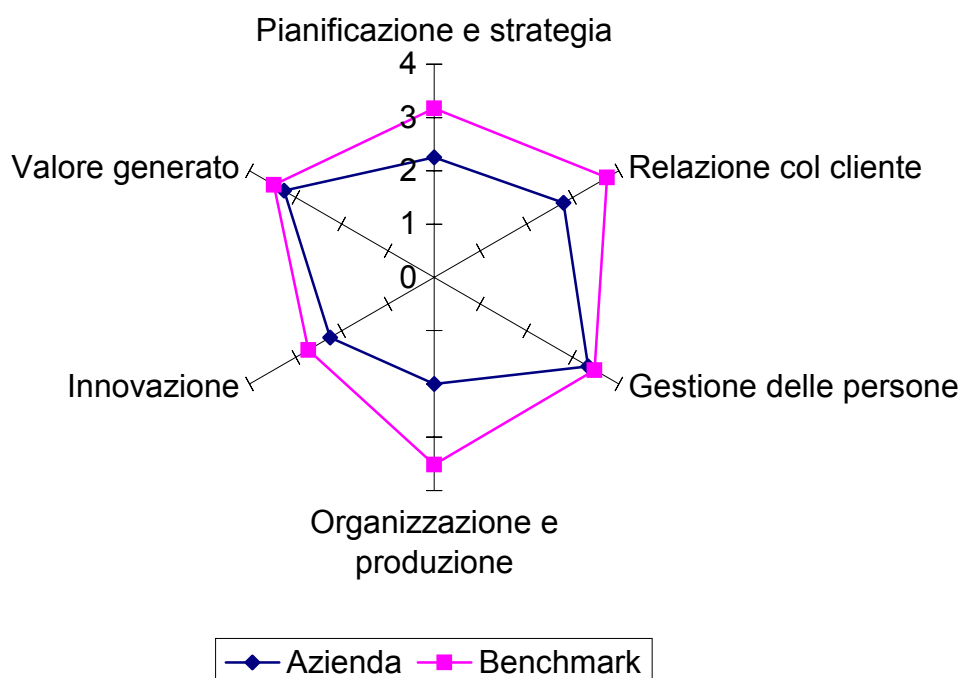 Pianificazione e strategia
4
3
2
1
0
Valore generato
Relazione col cliente
Innovazione
Gestione delle persone
Organizzazione e
produzione
Azienda
Benchmark